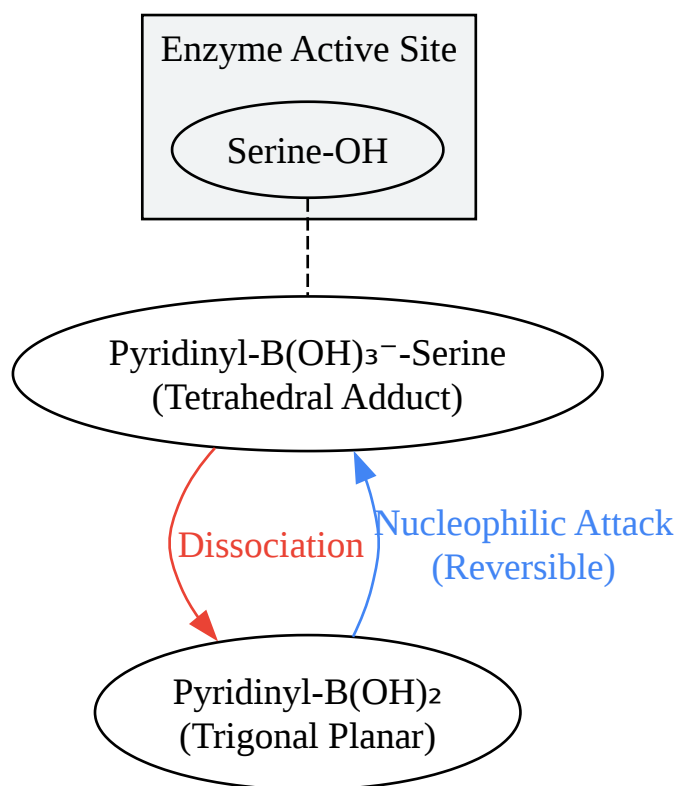 Enzyme Active Site
Serine-OH
Pyridinyl-B(OH)₃⁻-Serine
(Tetrahedral Adduct)
Dissociation
Nucleophilic Attack
(Reversible)
Pyridinyl-B(OH)₂
(Trigonal Planar)